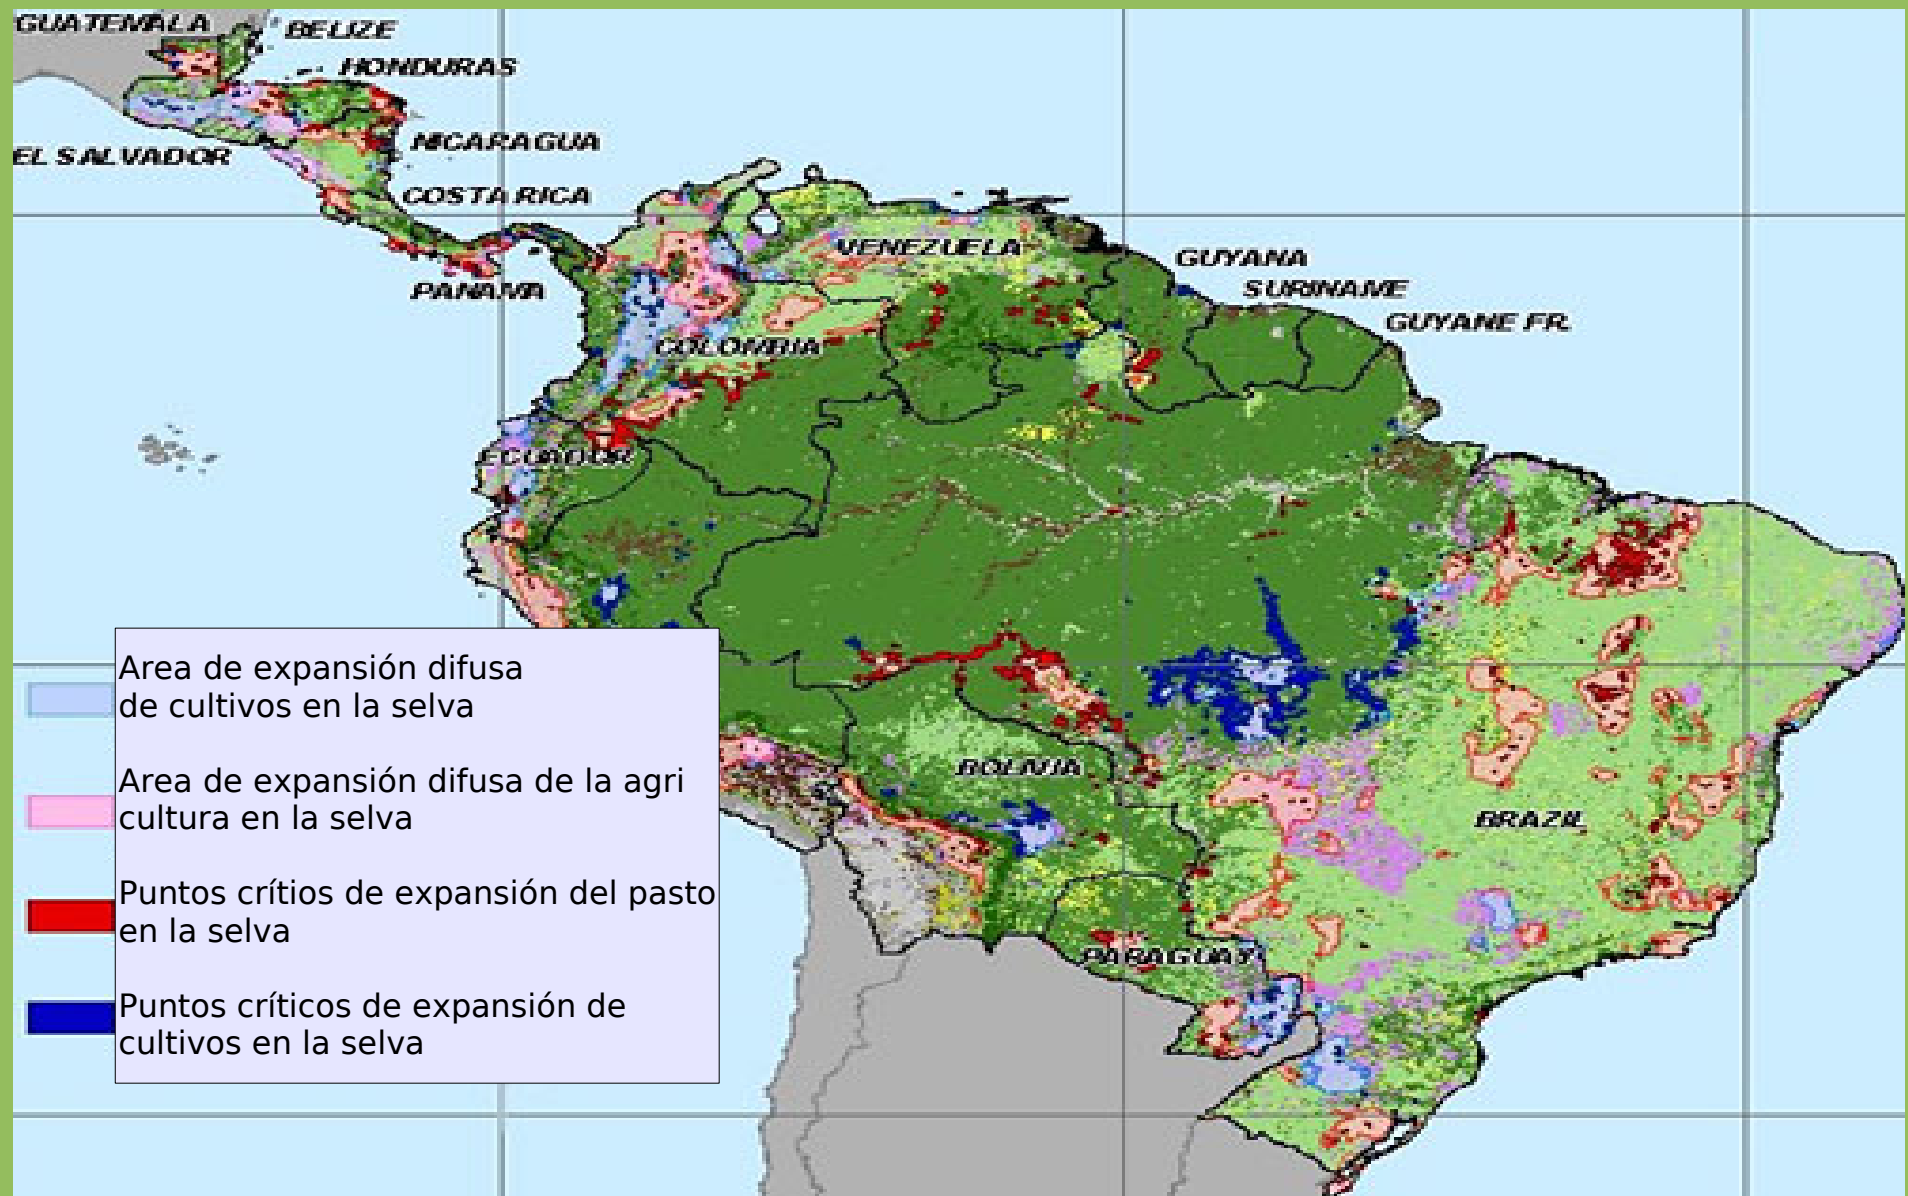 GUATEMALA
BELIZE
HONDURAS
EL SALVADOR
NICARAGUA
COSTA RICA
PANAMA
VENEZUELA
GUYANA
SURINAME
GUYANE FR.
COLOMBIA
ECUADOR
BOLIVIA
BRAZIL
PARAGUAY
Area de expansión difusa
de cultivos en la selva
Area de expansión difusa de la agri
cultura en la selva
Puntos crítios de expansión del pasto
en la selva
Puntos críticos de expansión de
cultivos en la selva